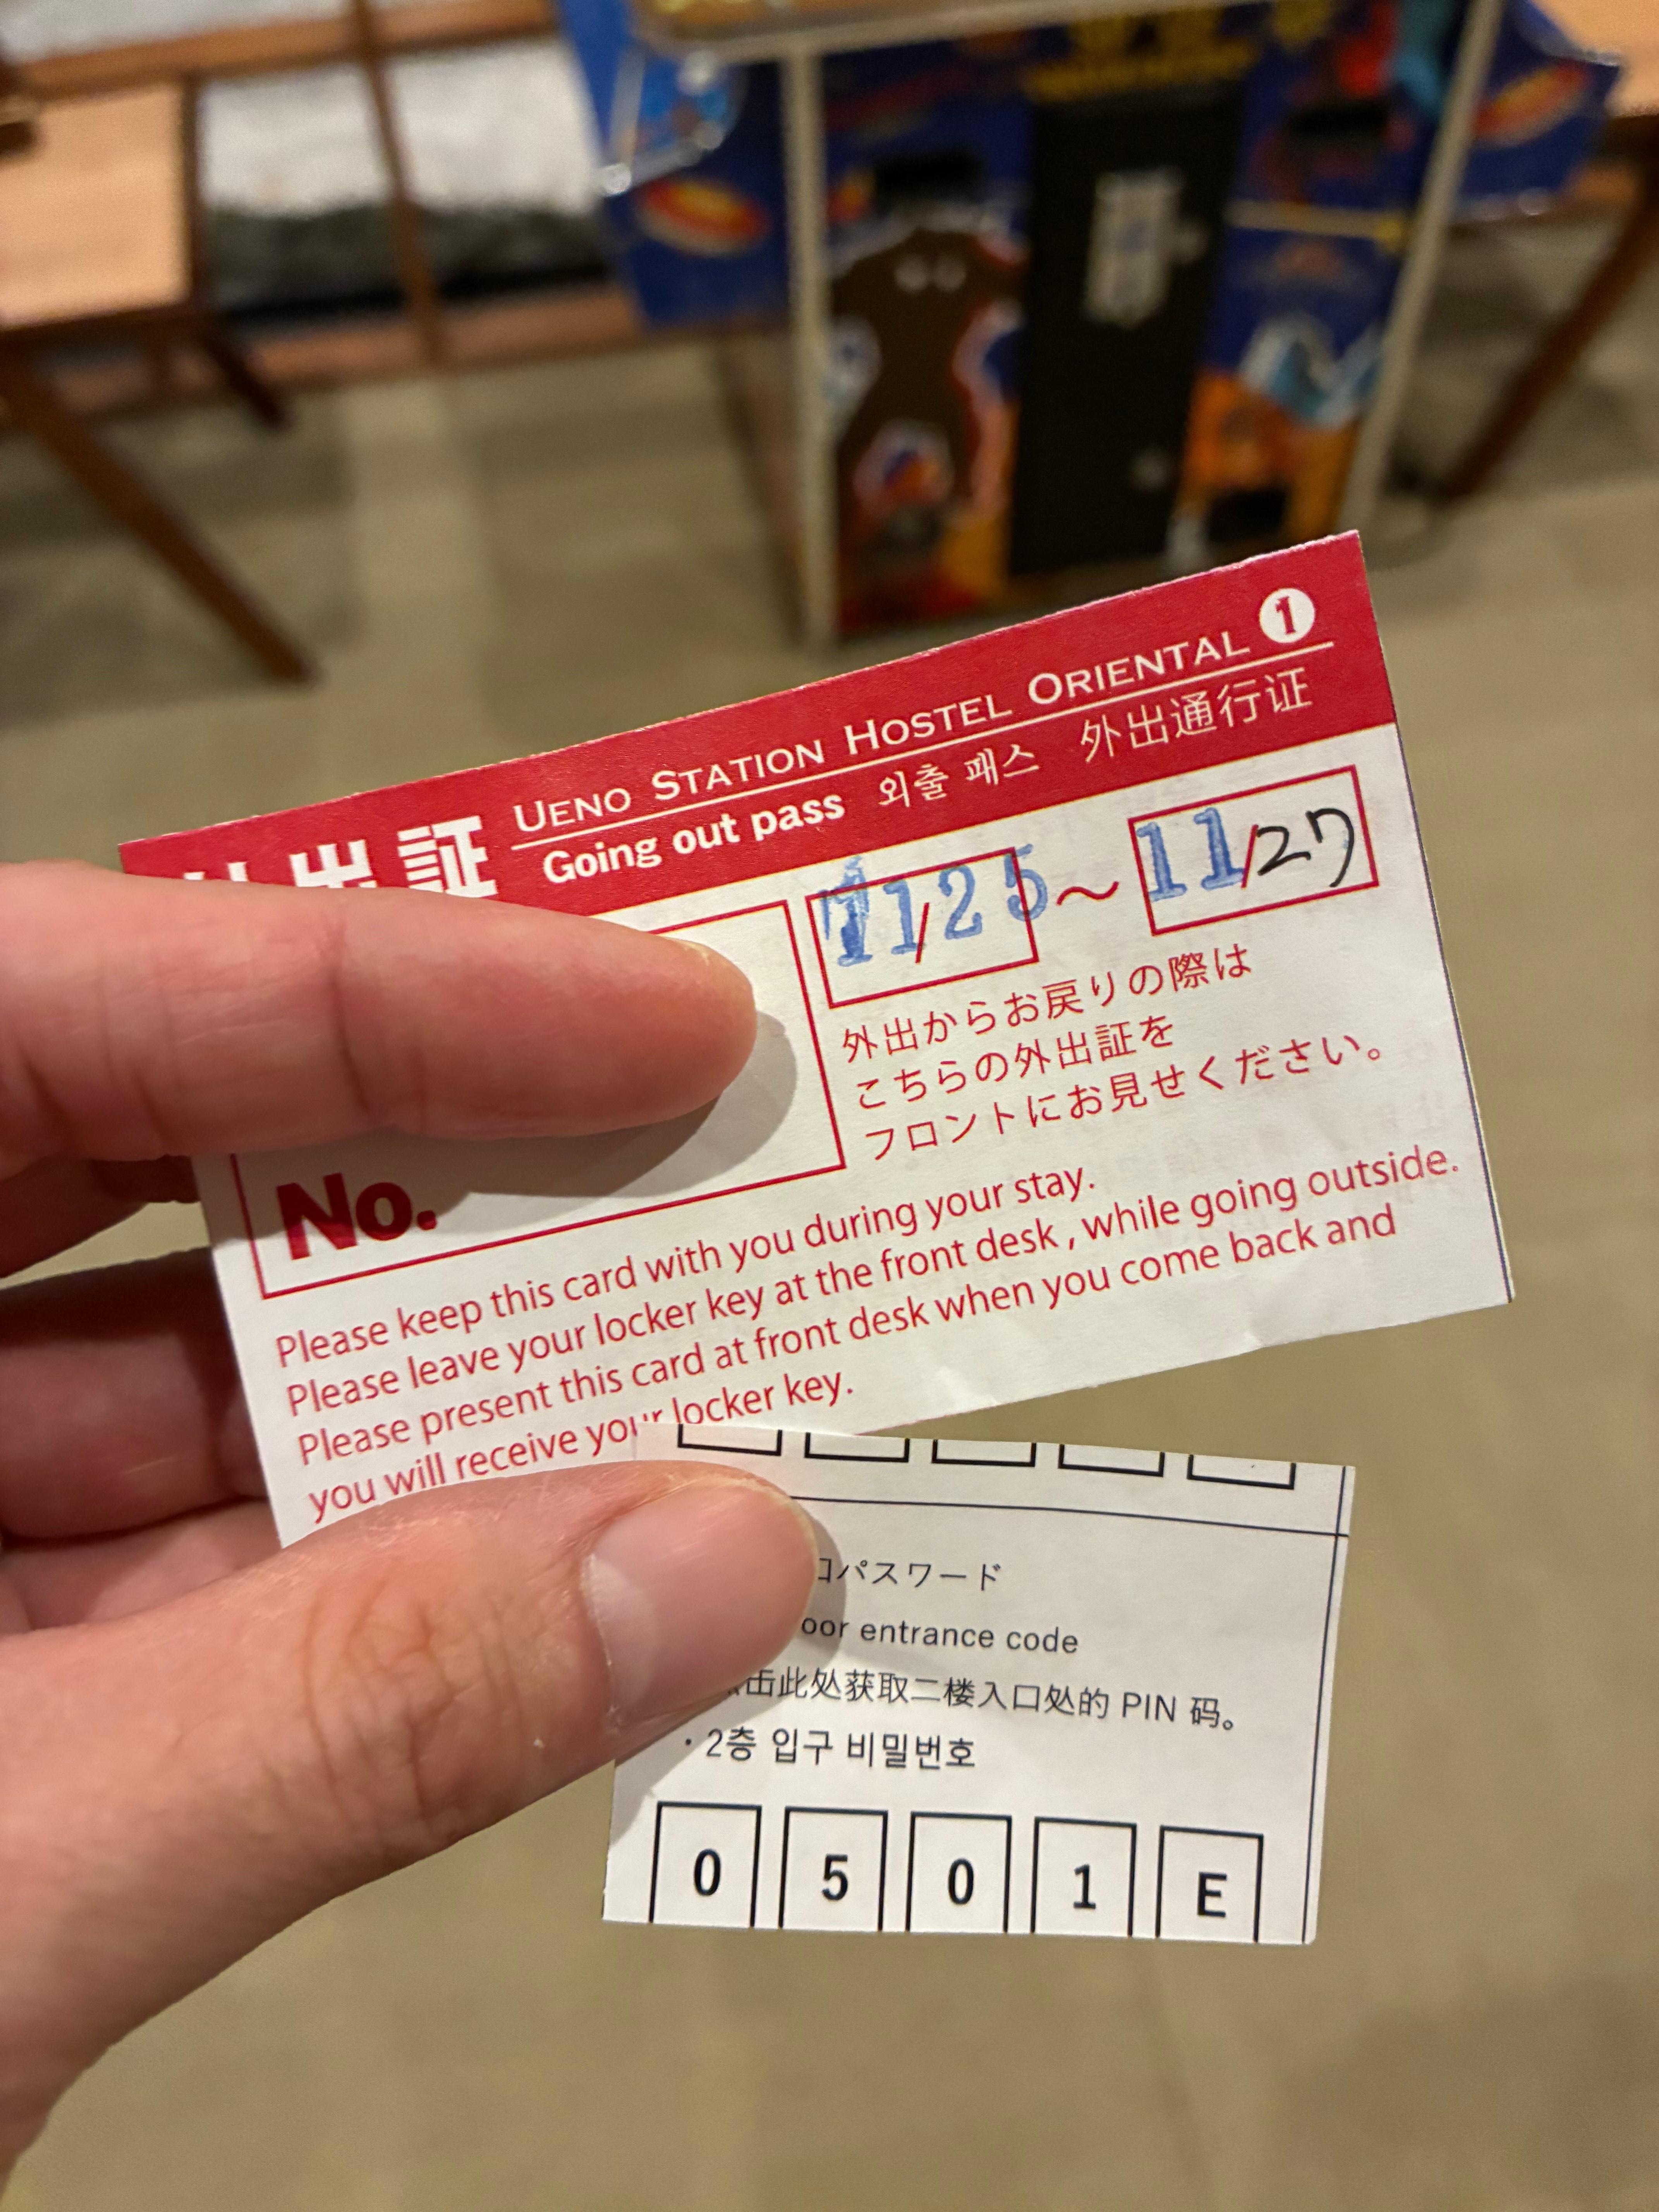 外出証
UENO STATION HOSTEL ORIENTAL 1
Going out pass 외출 패스 外出通行证
11/25 ～ 11/27
外出からお戻りの際は
こちらの外出証を
フロントにお見せください。
No.
Please keep this card with you during your stay.
Please leave your locker key at the front desk , while going outside.
Please present this card at front desk when you come back and
you will receive your locker key.
口パスワード
oor entrance code
击此处获取二楼入口处的 PIN 码。
・2층 입구 비밀번호
0 5 0 1 E